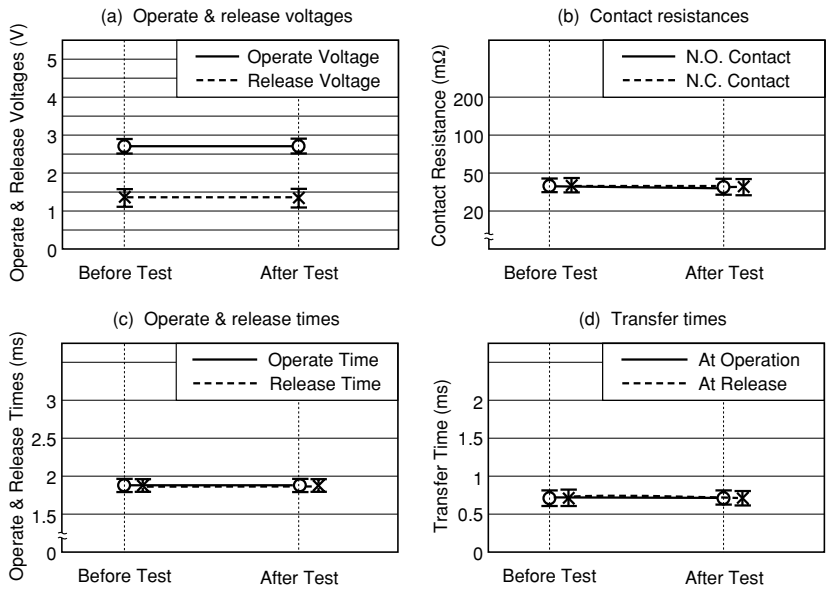 (a) Operate & release voltages
Operate & Release Voltages (V)
Operate Voltage
Release Voltage
5
4
3
2
1
0
Before Test
After Test
(b) Contact resistances
Contact Resistance (mΩ)
N.O. Contact
N.C. Contact
200
100
50
20
Before Test
After Test
(c) Operate & release times
Operate & Release Times (ms)
Operate Time
Release Time
3
2.5
2
1.5
0
Before Test
After Test
(d) Transfer times
Transfer Time (ms)
At Operation
At Release
2
1.5
1
0.5
0
Before Test
After Test